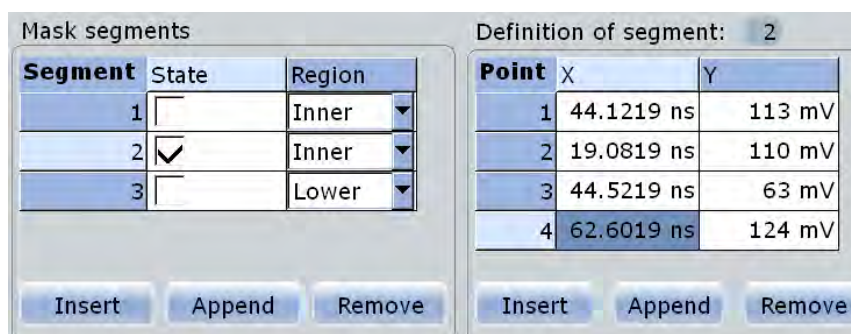 Mask segments
Definition of segment: 2
Segment State Region
1 Inner
2 Inner
3 Lower
Insert Append Remove
Point X Y
1 44.1219 ns 113 mV
2 19.0819 ns 110 mV
3 44.5219 ns 63 mV
4 62.6019 ns 124 mV
Insert Append Remove